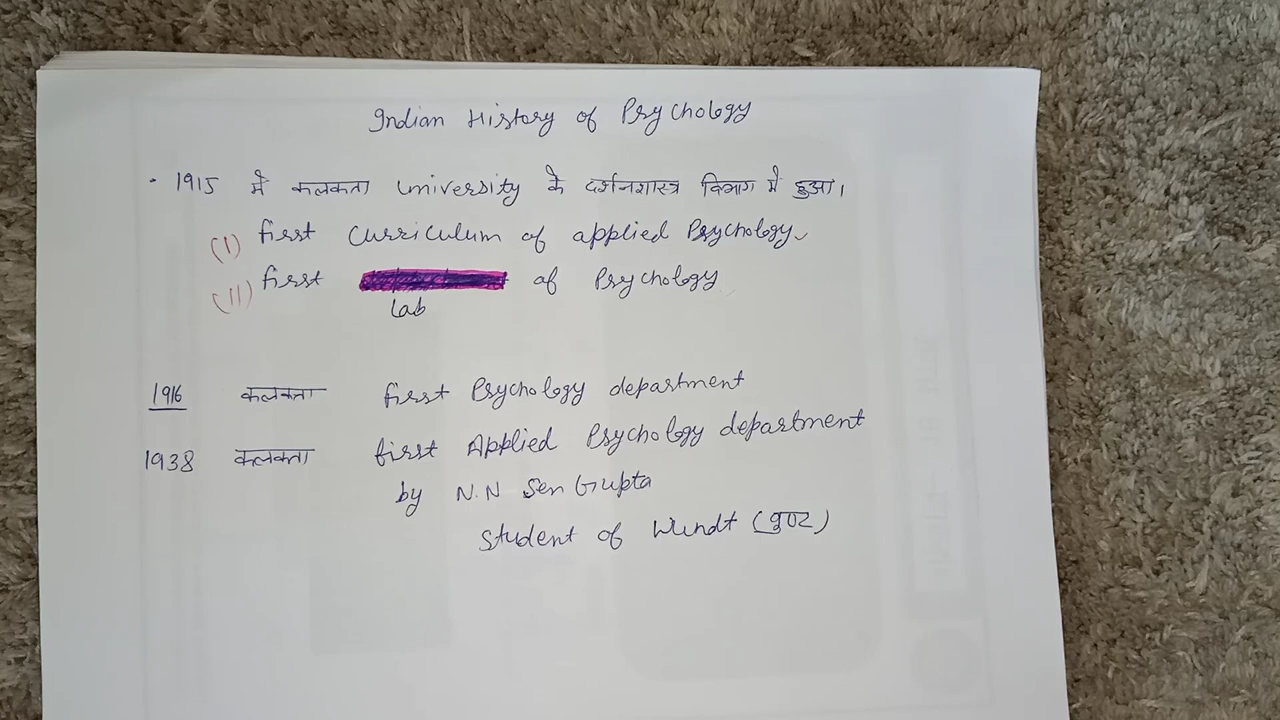 Indian History of Psychology
• 1915 में कलकता University के दर्शनशास्त्र विभाग में हुआ।
(I) first curriculum of applied Psychology
(II) first of Psychology
Lab
1916 कलकता first Psychology department
1938 कलकता first Applied Psychology department
by N.N Sen Gupta
Student of Wundt (वुण्ट)